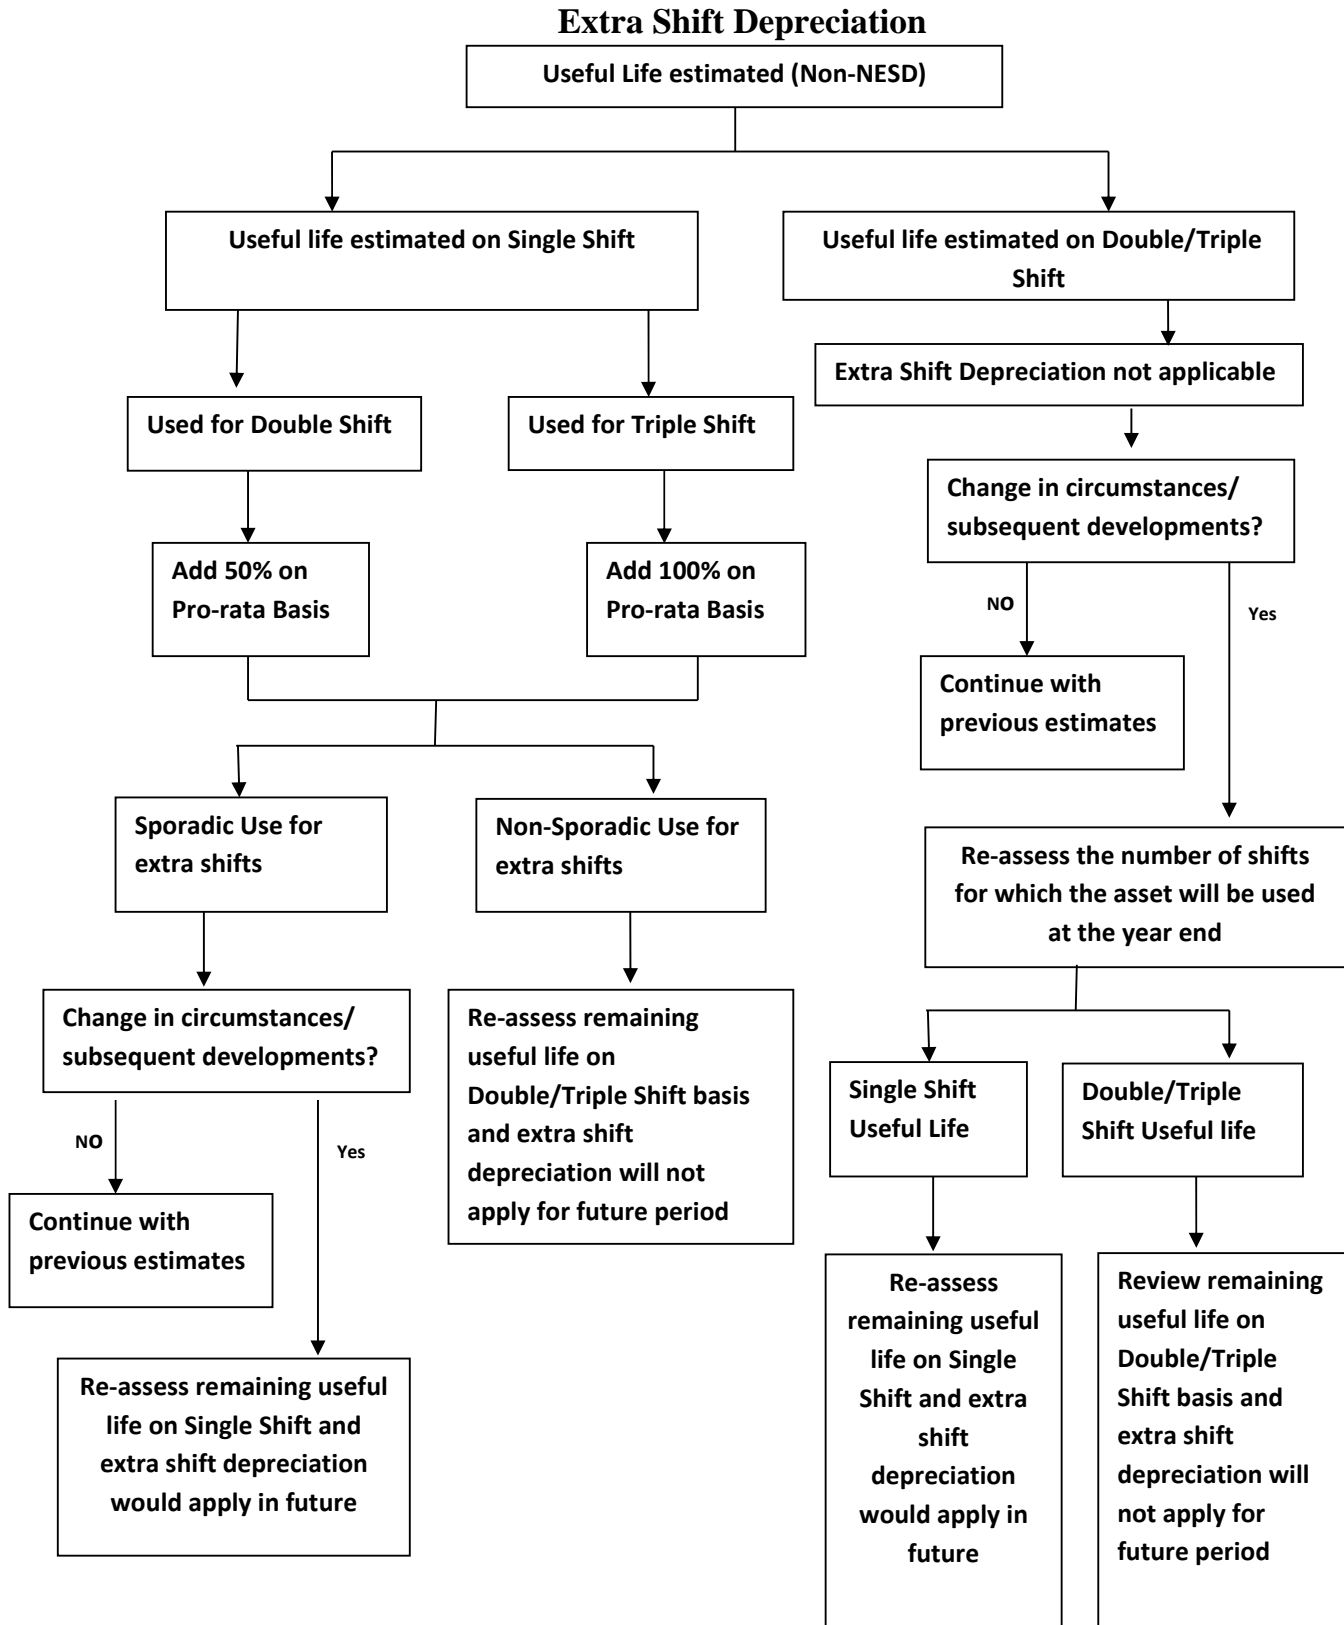 Extra Shift Depreciation
Useful Life estimated (Non-NESD)
Useful life estimated on Single Shift
Useful life estimated on Double/Triple
Shift
Extra Shift Depreciation not applicable
Used for Double Shift
Used for Triple Shift
Change in circumstances/
subsequent developments?
Add 50% on
Pro-rata Basis
Add 100% on
Pro-rata Basis
NO
Yes
Continue with
previous estimates
Sporadic Use for
extra shifts
Non-Sporadic Use for
extra shifts
Re-assess the number of shifts
for which the asset will be used
at the year end
Change in circumstances/
subsequent developments?
Re-assess remaining
useful life on
Double/Triple Shift basis
and extra shift
depreciation will not
apply for future period
Single Shift
Useful Life
Double/Triple
Shift Useful life
NO
Yes
Continue with
previous estimates
Re-assess remaining useful
life on Single Shift and
extra shift depreciation
would apply in future
Re-assess
remaining useful
life on Single
Shift and extra
shift
depreciation
would apply in
future
Review remaining
useful life on
Double/Triple
Shift basis and
extra shift
depreciation will
not apply for
future period